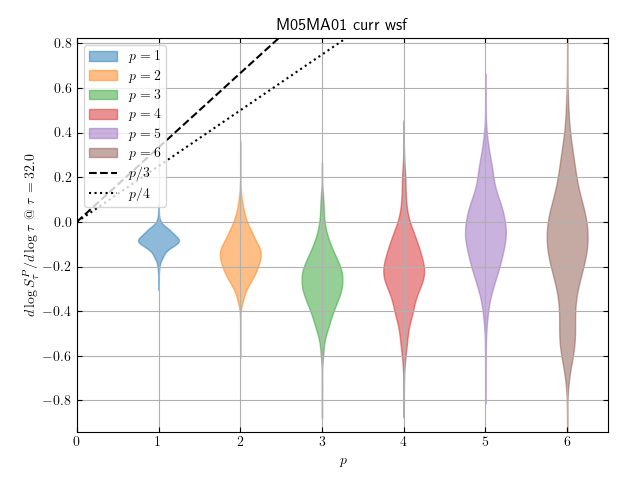 M05MA01 curr wsf
d log S_τ^P / d log τ @ τ = 32.0
0.8
0.6
0.4
0.2
0.0
−0.2
−0.4
−0.6
−0.8
p = 1
p = 2
p = 3
p = 4
p = 5
p = 6
p/3
p/4
0 1 2 3 4 5 6
p